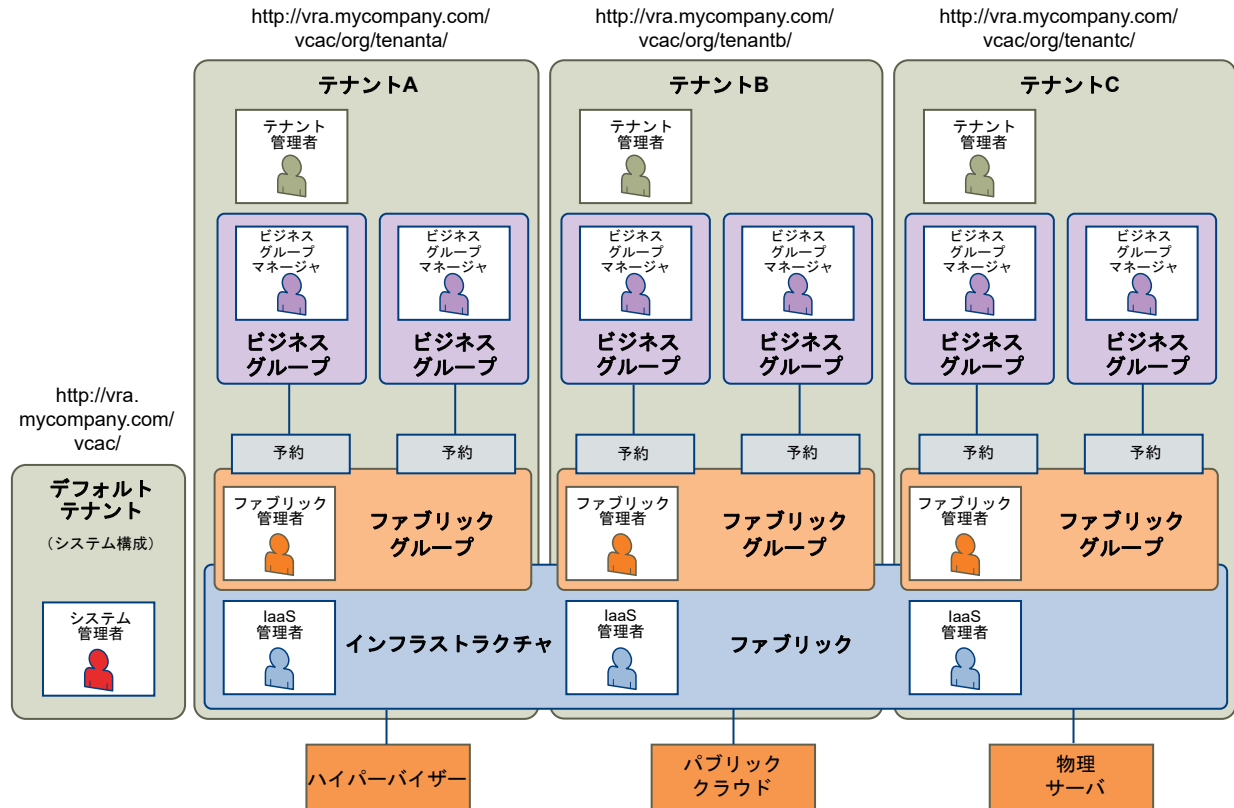 http://vra.mycompany.com/
vcac/org/tenanta/
http://vra.mycompany.com/
vcac/org/tenantb/
http://vra.mycompany.com/
vcac/org/tenantc/
テナントA
テナントB
テナントC
テナント
管理者
テナント
管理者
テナント
管理者
ビジネス
グループ
マネージャ
ビジネス
グループ
マネージャ
ビジネス
グループ
マネージャ
ビジネス
グループ
マネージャ
ビジネス
グループ
マネージャ
ビジネス
グループ
マネージャ
ビジネス
グループ
ビジネス
グループ
ビジネス
グループ
ビジネス
グループ
ビジネス
グループ
ビジネス
グループ
http://vra.
mycompany.com/
vcac/
予約
予約
予約
予約
予約
予約
デフォルト
テナント
（システム構成）
システム
管理者
ファブリック
管理者
ファブリック
グループ
ファブリック
管理者
ファブリック
グループ
ファブリック
管理者
ファブリック
グループ
IaaS
管理者
インフラストラクチャ
IaaS
管理者
ファブリック
IaaS
管理者
ハイパーバイザー
パブリック
クラウド
物理
サーバ